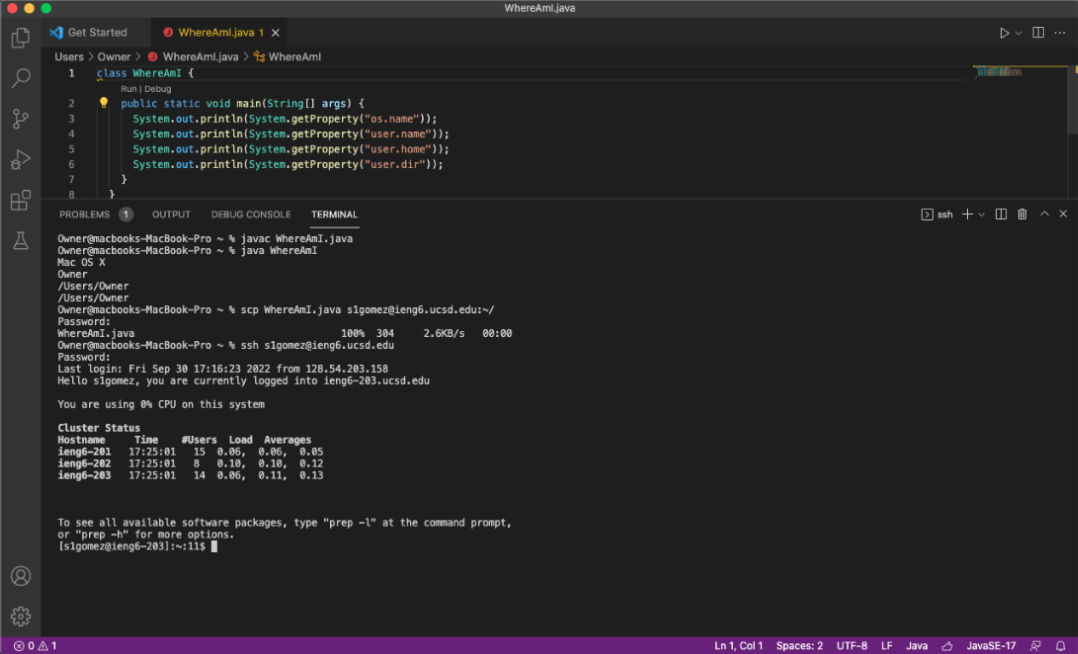 WhereAmI.java
Get Started
WhereAmI.java 1
Users > Owner > WhereAmI.java > WhereAmI
1 class WhereAmI {
Run | Debug
2 public static void main(String[] args) {
3 System.out.println(System.getProperty("os.name"));
4 System.out.println(System.getProperty("user.name"));
5 System.out.println(System.getProperty("user.home"));
6 System.out.println(System.getProperty("user.dir"));
7 }
8 }
PROBLEMS 1 OUTPUT DEBUG CONSOLE TERMINAL ssh
Owner@macbooks-MacBook-Pro ~ % javac WhereAmI.java
Owner@macbooks-MacBook-Pro ~ % java WhereAmI
Mac OS X
Owner
/Users/Owner
/Users/Owner
Owner@macbooks-MacBook-Pro ~ % scp WhereAmI.java s1gomez@ieng6.ucsd.edu:~/
Password:
WhereAmI.java 100% 304 2.6KB/s 00:00
Owner@macbooks-MacBook-Pro ~ % ssh s1gomez@ieng6.ucsd.edu
Password:
Last login: Fri Sep 30 17:16:23 2022 from 128.54.203.158
Hello s1gomez, you are currently logged into ieng6-203.ucsd.edu
You are using 0% CPU on this system
Cluster Status
Hostname Time #Users Load Averages
ieng6-201 17:25:01 15 0.06, 0.06, 0.05
ieng6-202 17:25:01 8 0.10, 0.10, 0.12
ieng6-203 17:25:01 14 0.06, 0.11, 0.13
To see all available software packages, type "prep -l" at the command prompt,
or "prep -h" for more options.
[s1gomez@ieng6-203]:~:11$
0 1 Ln 1, Col 1 Spaces: 2 UTF-8 LF Java JavaSE-17